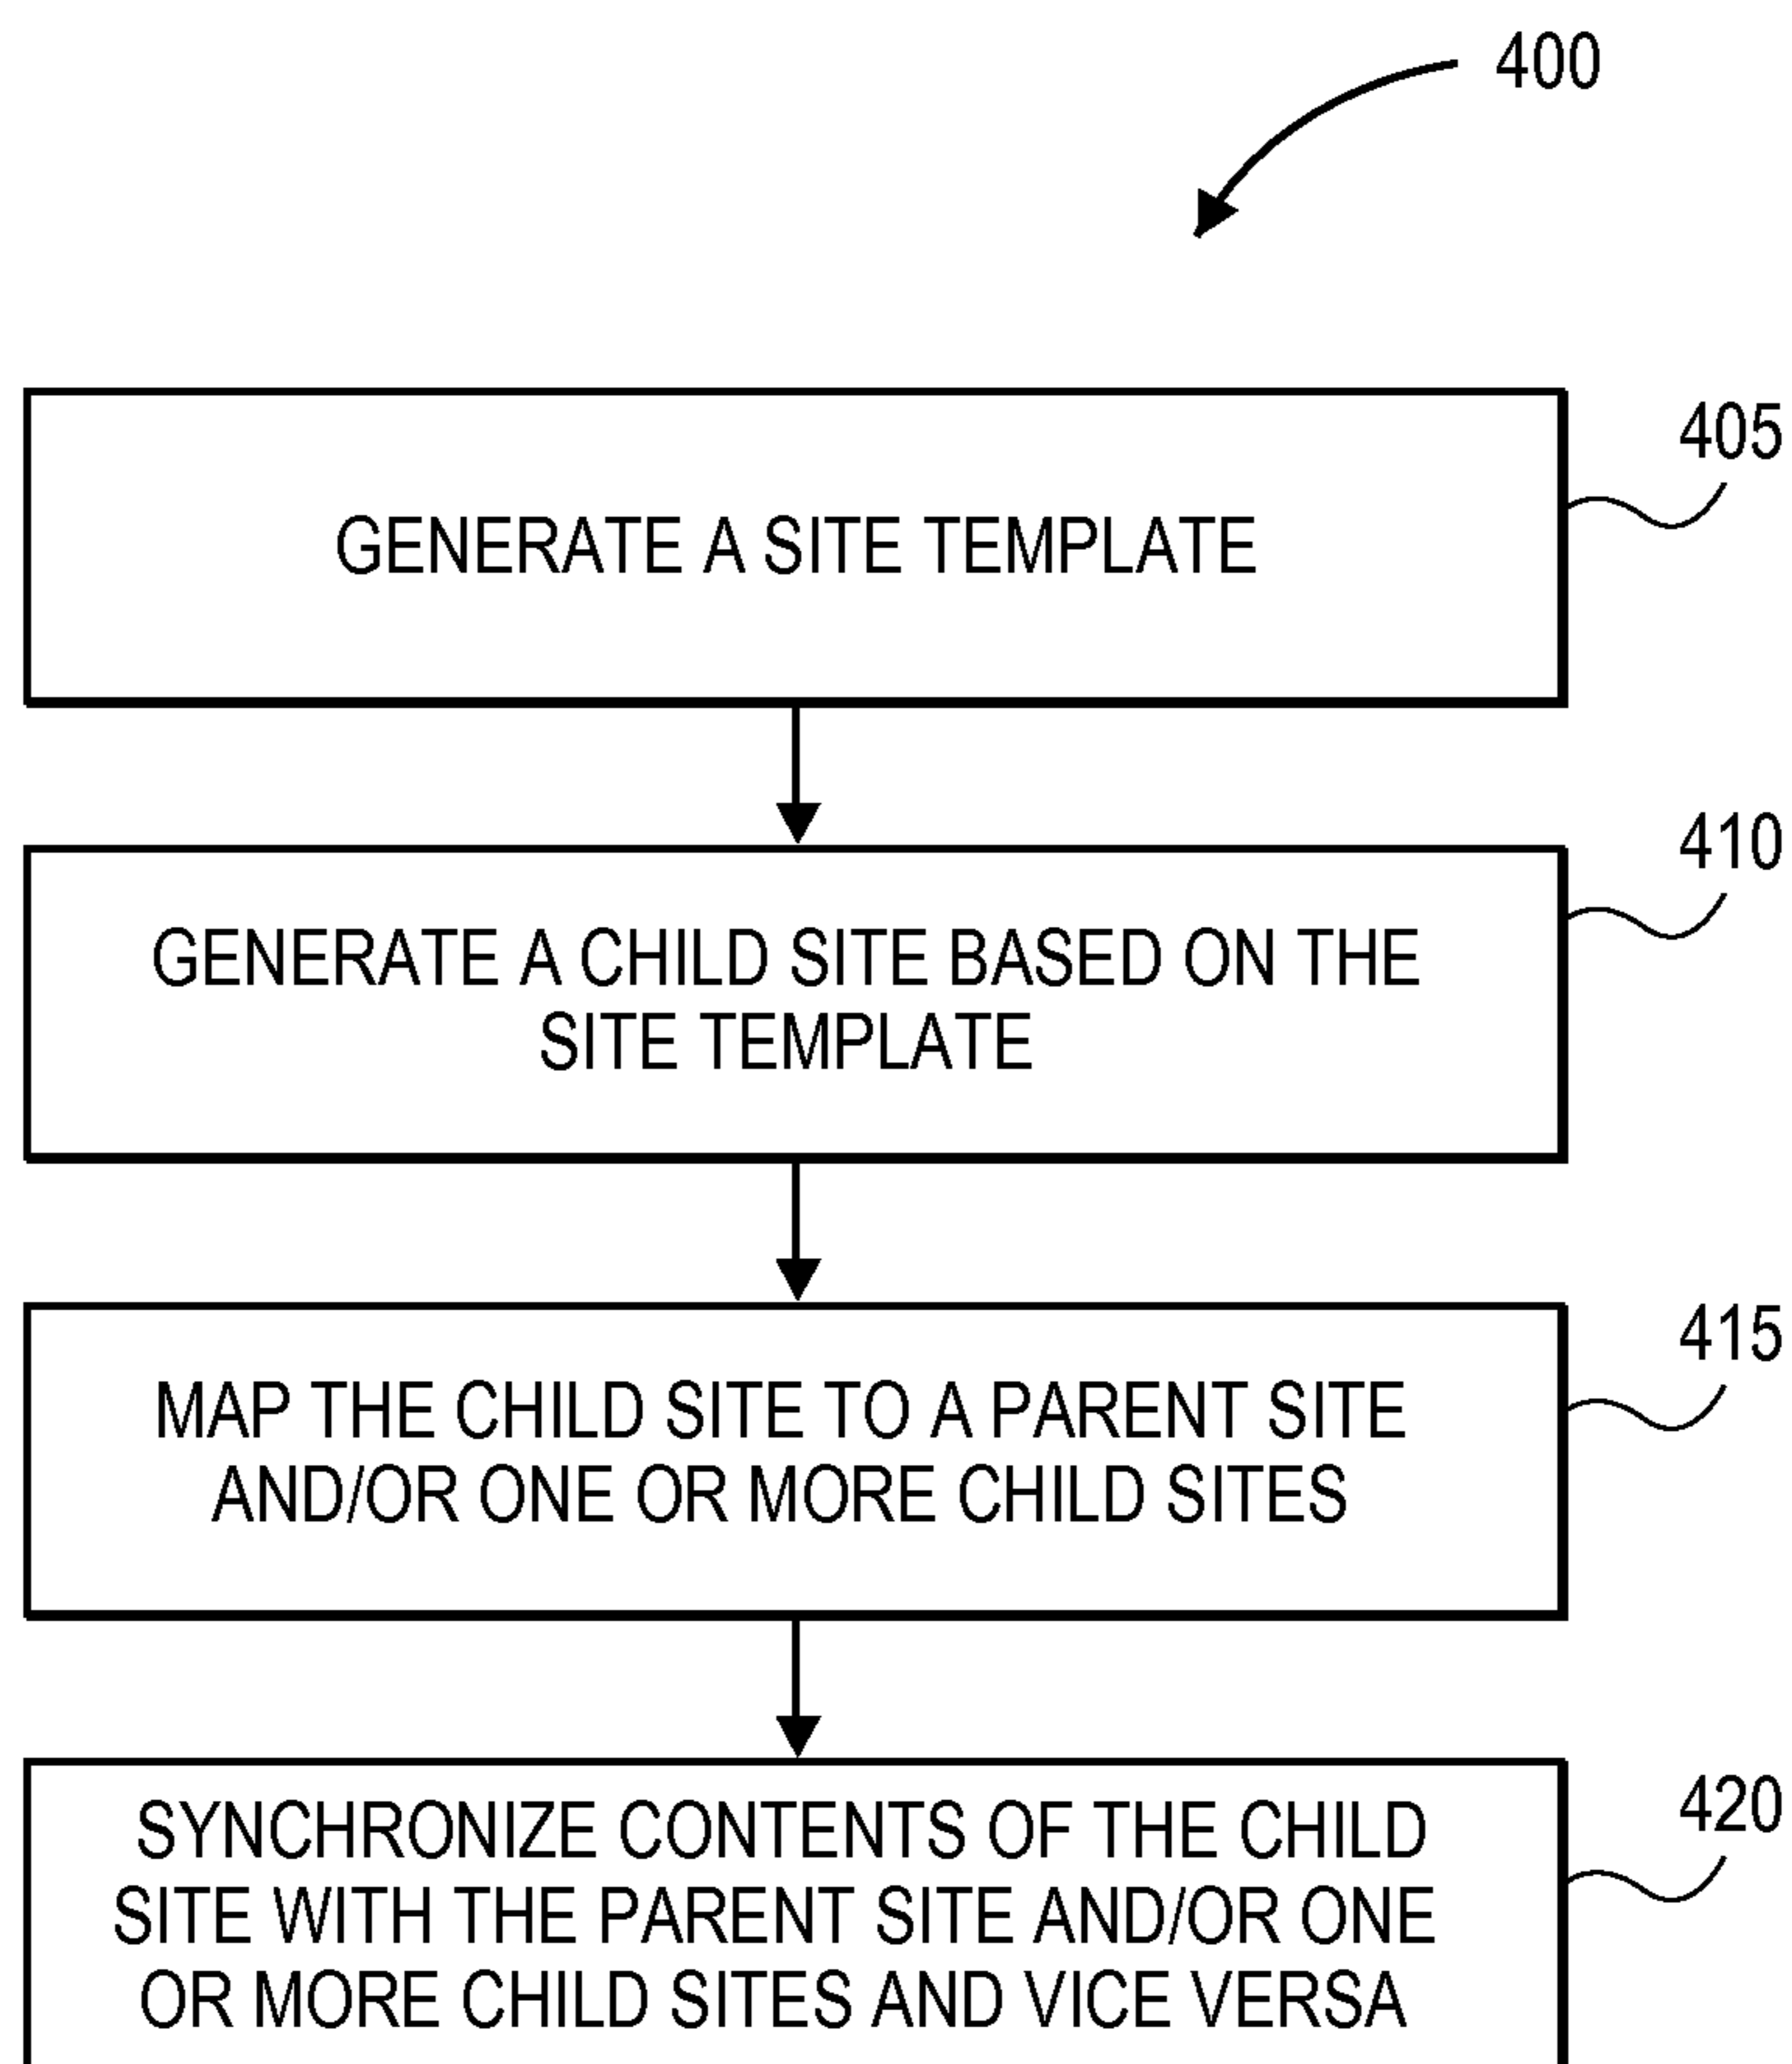 400
405
GENERATE A SITE TEMPLATE
410
GENERATE A CHILD SITE BASED ON THE
SITE TEMPLATE
415
MAP THE CHILD SITE TO A PARENT SITE
AND/OR ONE OR MORE CHILD SITES
420
SYNCHRONIZE CONTENTS OF THE CHILD
SITE WITH THE PARENT SITE AND/OR ONE
OR MORE CHILD SITES AND VICE VERSA